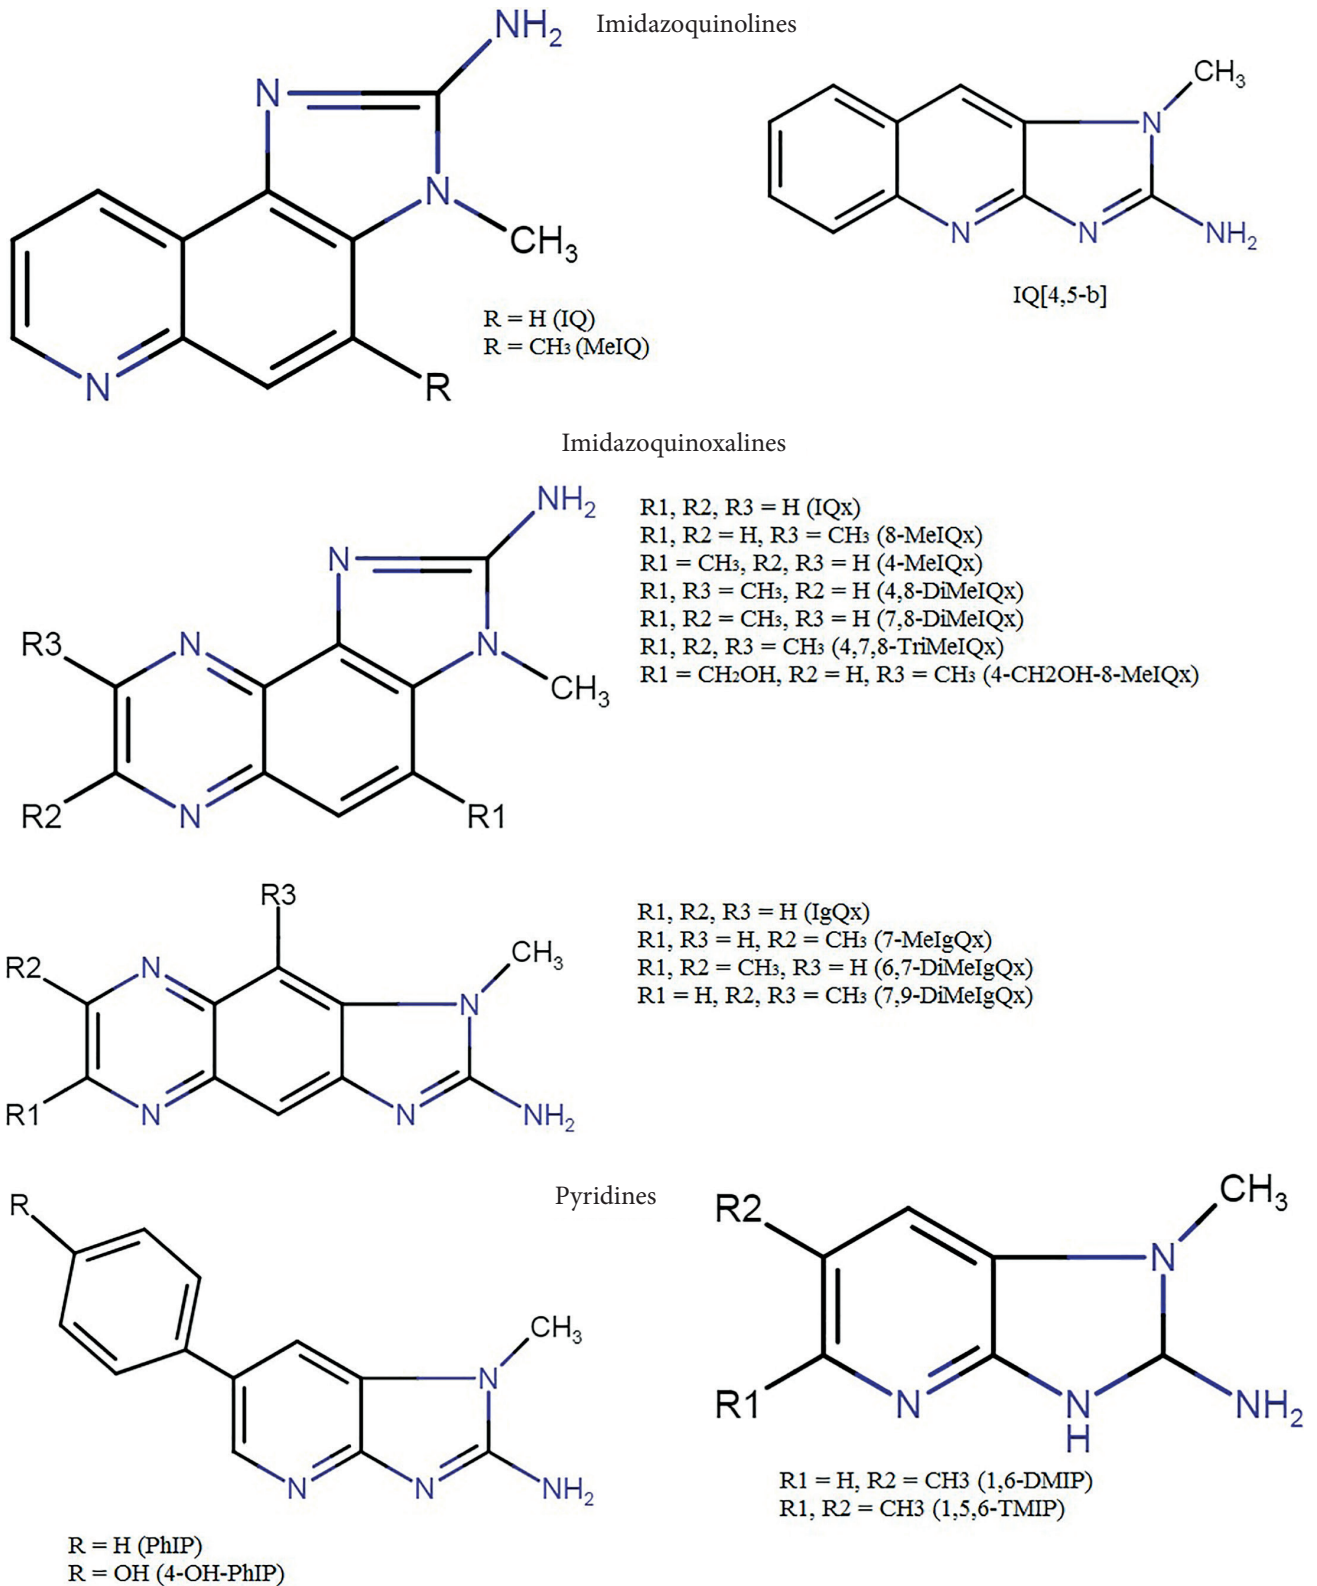 Imidazoquinolines
NH2
N
N
CH3
N
R
R = H (IQ)
R = CH3 (MeIQ)
CH3
N
N
N
NH2
IQ[4,5-b]
Imidazoquinoxalines
NH2
N
R3
N
N
CH3
R2
N
R1
R1, R2, R3 = H (IQx)
R1, R2 = H, R3 = CH3 (8-MeIQx)
R1 = CH3, R2, R3 = H (4-MeIQx)
R1, R3 = CH3, R2 = H (4,8-DiMeIQx)
R1, R2 = CH3, R3 = H (7,8-DiMeIQx)
R1, R2, R3 = CH3 (4,7,8-TriMeIQx)
R1 = CH2OH, R2 = H, R3 = CH3 (4-CH2OH-8-MeIQx)
R3
R2
N
CH3
N
R1
N
N
NH2
R1, R2, R3 = H (IgQx)
R1, R3 = H, R2 = CH3 (7-MeIgQx)
R1, R2 = CH3, R3 = H (6,7-DiMeIgQx)
R1 = H, R2, R3 = CH3 (7,9-DiMeIgQx)
Pyridines
R
CH3
N
N
N
NH2
R = H (PhIP)
R = OH (4-OH-PhIP)
R2
CH3
N
R1
N
N
H
NH2
R1 = H, R2 = CH3 (1,6-DMIP)
R1, R2 = CH3 (1,5,6-TMIP)